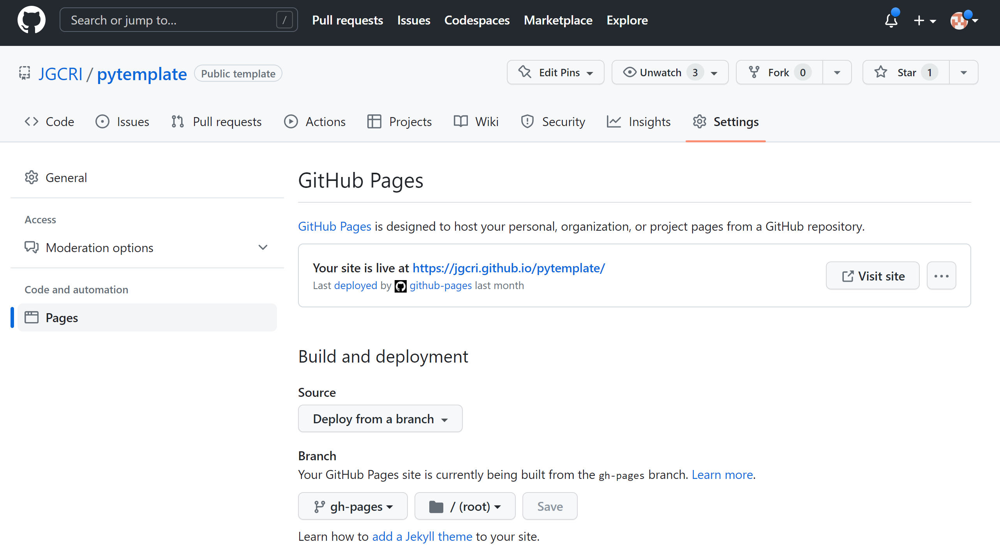 Search or jump to... / Pull requests Issues Codespaces Marketplace Explore
JGCRI / pytemplate Public template Edit Pins Unwatch 3 Fork 0 Star 1
Code Issues Pull requests Actions Projects Wiki Security Insights Settings
General
Access
Moderation options
Code and automation
Pages
GitHub Pages
GitHub Pages is designed to host your personal, organization, or project pages from a GitHub repository.
Your site is live at https://jgcri.github.io/pytemplate/
Last deployed by github-pages last month
Visit site
Build and deployment
Source
Deploy from a branch
Branch
Your GitHub Pages site is currently being built from the gh-pages branch. Learn more.
gh-pages / (root) Save
Learn how to add a Jekyll theme to your site.